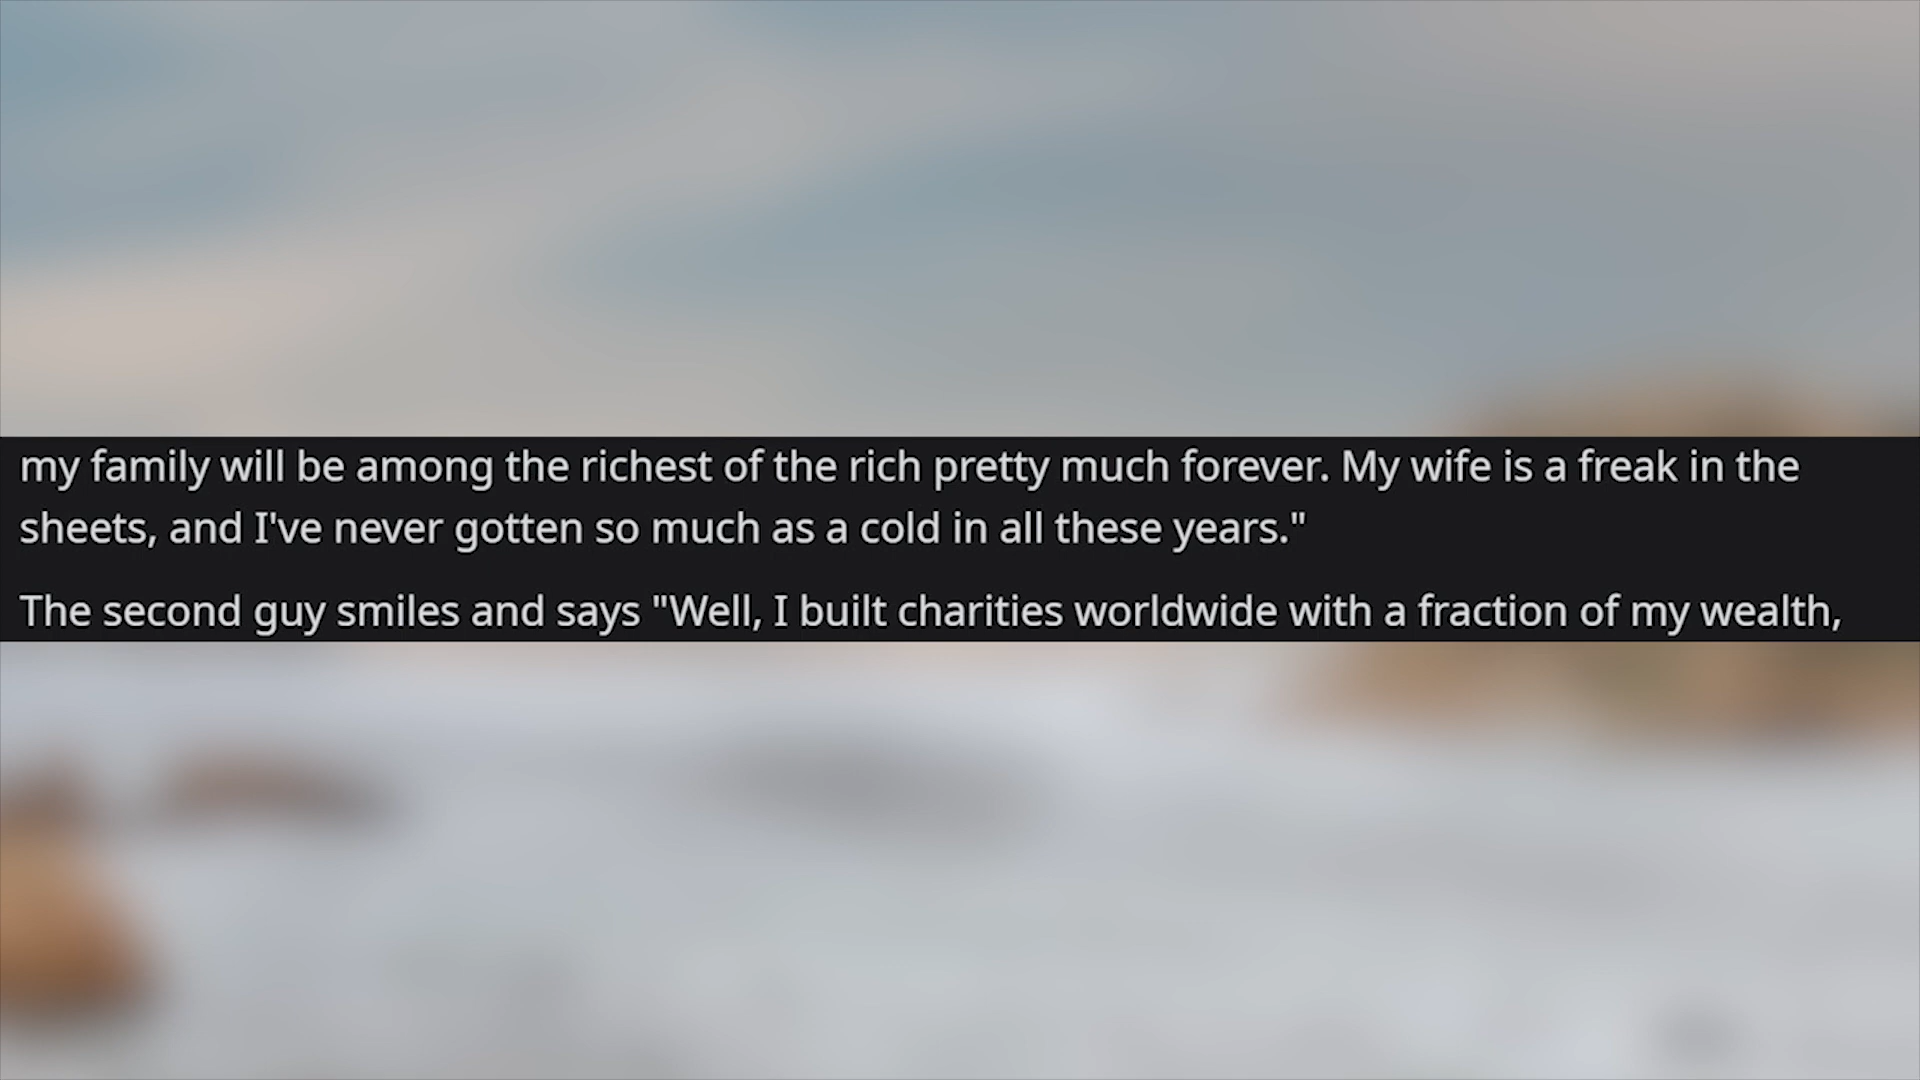 my family will be among the richest of the rich pretty much forever. My wife is a freak in the
sheets, and I've never gotten so much as a cold in all these years."
The second guy smiles and says "Well, I built charities worldwide with a fraction of my wealth,